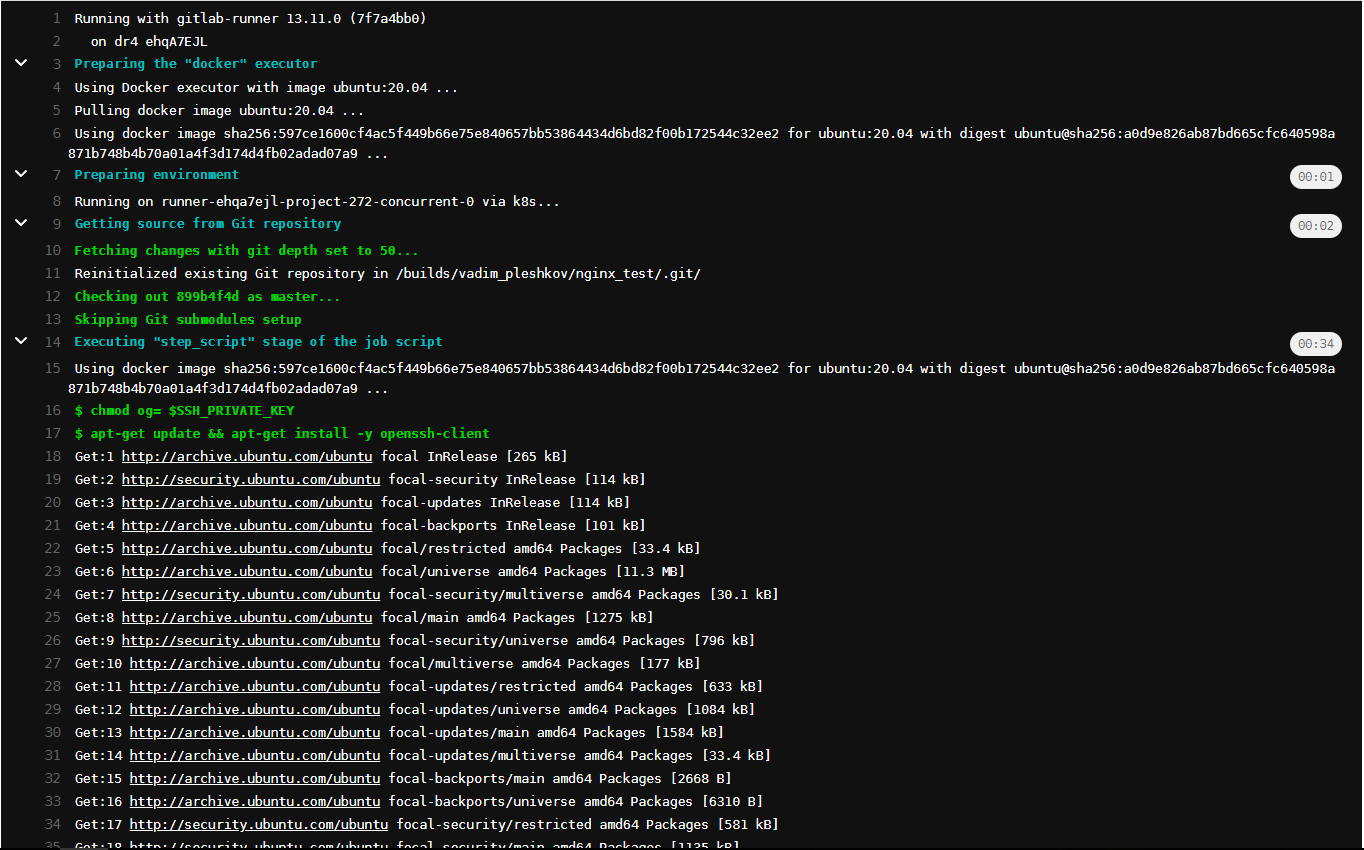 1 Running with gitlab-runner 13.11.0 (7f7a4bb0)
2 on dr4 ehqA7EJL
3 Preparing the "docker" executor
4 Using Docker executor with image ubuntu:20.04 ...
5 Pulling docker image ubuntu:20.04 ...
6 Using docker image sha256:597ce1600cf4ac5f449b66e75e840657bb53864434d6bd82f00b172544c32ee2 for ubuntu:20.04 with digest ubuntu@sha256:a0d9e826ab87bd665cfc640598a
871b748b4b70a01a4f3d174d4fb02adad07a9 ...
7 Preparing environment 00:01
8 Running on runner-ehqa7ejl-project-272-concurrent-0 via k8s...
9 Getting source from Git repository 00:02
10 Fetching changes with git depth set to 50...
11 Reinitialized existing Git repository in /builds/vadim_pleshkov/nginx_test/.git/
12 Checking out 899b4f4d as master...
13 Skipping Git submodules setup
14 Executing "step_script" stage of the job script 00:34
15 Using docker image sha256:597ce1600cf4ac5f449b66e75e840657bb53864434d6bd82f00b172544c32ee2 for ubuntu:20.04 with digest ubuntu@sha256:a0d9e826ab87bd665cfc640598a
871b748b4b70a01a4f3d174d4fb02adad07a9 ...
16 $ chmod og= $SSH_PRIVATE_KEY
17 $ apt-get update && apt-get install -y openssh-client
18 Get:1 http://archive.ubuntu.com/ubuntu focal InRelease [265 kB]
19 Get:2 http://security.ubuntu.com/ubuntu focal-security InRelease [114 kB]
20 Get:3 http://archive.ubuntu.com/ubuntu focal-updates InRelease [114 kB]
21 Get:4 http://archive.ubuntu.com/ubuntu focal-backports InRelease [101 kB]
22 Get:5 http://archive.ubuntu.com/ubuntu focal/restricted amd64 Packages [33.4 kB]
23 Get:6 http://archive.ubuntu.com/ubuntu focal/universe amd64 Packages [11.3 MB]
24 Get:7 http://security.ubuntu.com/ubuntu focal-security/multiverse amd64 Packages [30.1 kB]
25 Get:8 http://archive.ubuntu.com/ubuntu focal/main amd64 Packages [1275 kB]
26 Get:9 http://security.ubuntu.com/ubuntu focal-security/universe amd64 Packages [796 kB]
27 Get:10 http://archive.ubuntu.com/ubuntu focal/multiverse amd64 Packages [177 kB]
28 Get:11 http://archive.ubuntu.com/ubuntu focal-updates/restricted amd64 Packages [633 kB]
29 Get:12 http://archive.ubuntu.com/ubuntu focal-updates/universe amd64 Packages [1084 kB]
30 Get:13 http://archive.ubuntu.com/ubuntu focal-updates/main amd64 Packages [1584 kB]
31 Get:14 http://archive.ubuntu.com/ubuntu focal-updates/multiverse amd64 Packages [33.4 kB]
32 Get:15 http://archive.ubuntu.com/ubuntu focal-backports/main amd64 Packages [2668 B]
33 Get:16 http://archive.ubuntu.com/ubuntu focal-backports/universe amd64 Packages [6310 B]
34 Get:17 http://security.ubuntu.com/ubuntu focal-security/restricted amd64 Packages [581 kB]
35 Get:18 http://security.ubuntu.com/ubuntu focal-security/main amd64 Packages [1135 kB]